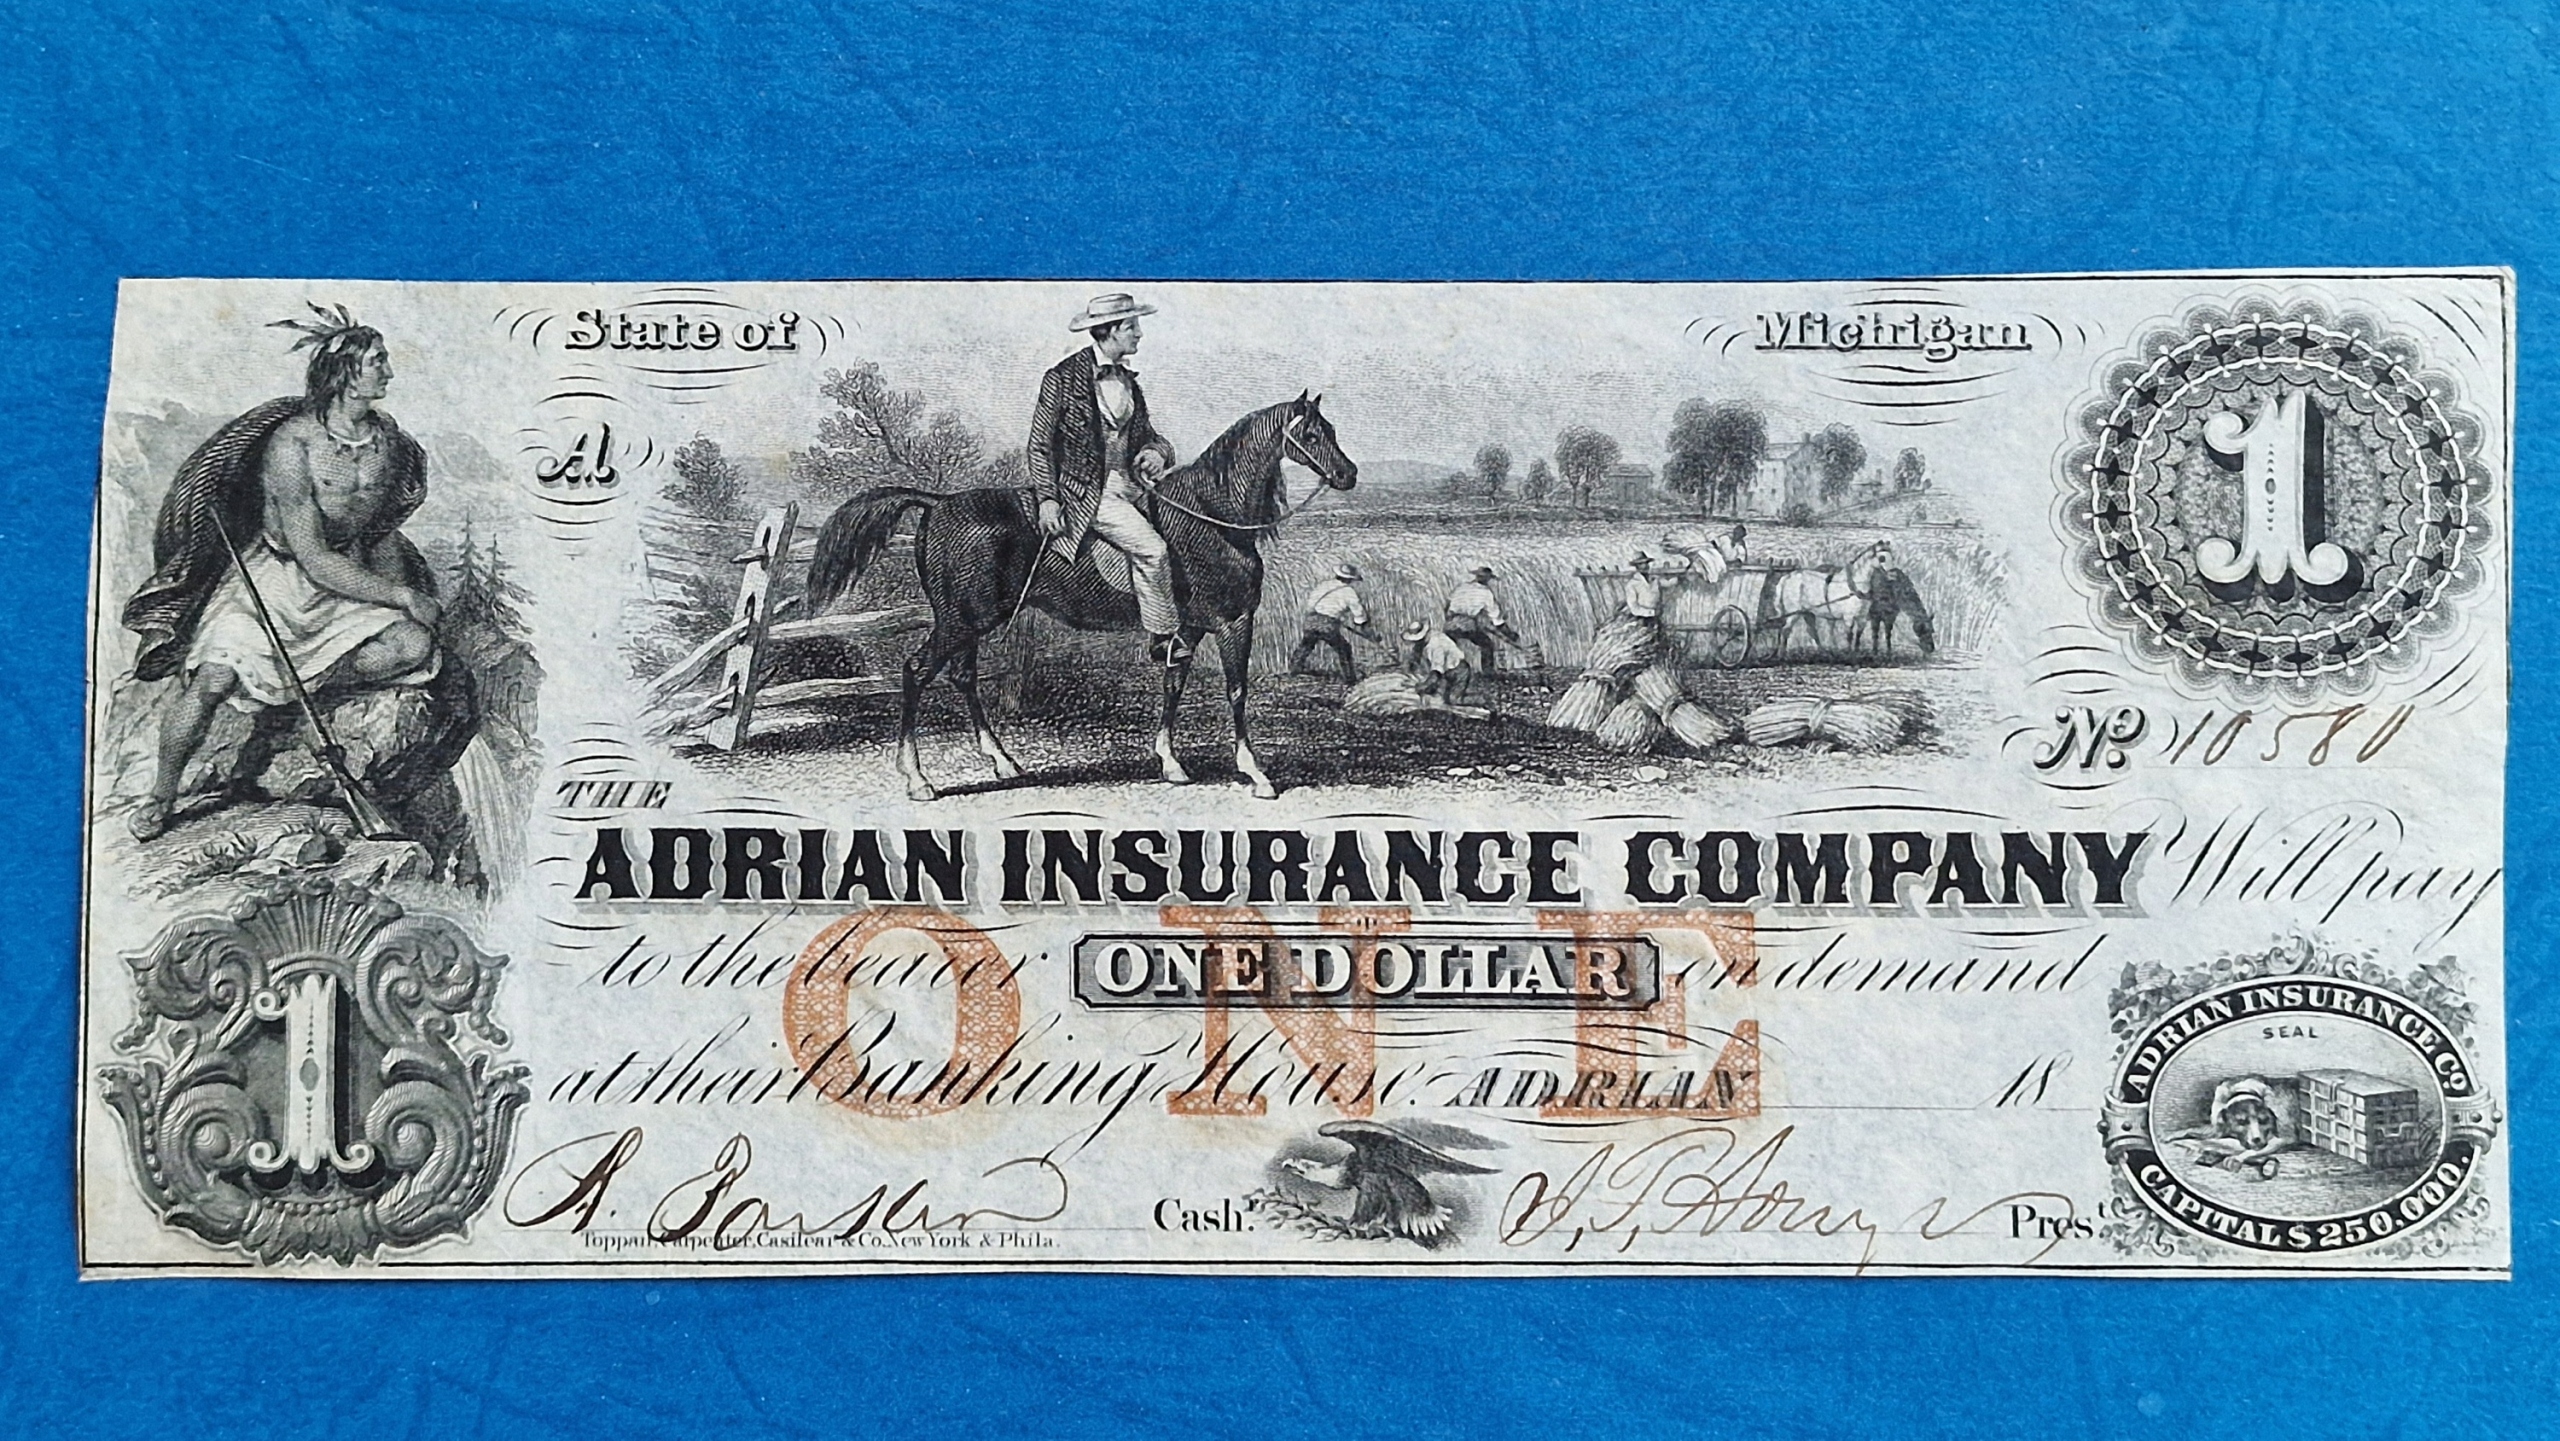 State of Michigan
A.
1
No. 10580
THE
ADRIAN INSURANCE COMPANY Will pay
to the bearer ONE DOLLAR on demand
ONE
at their Banking House. ADRIAN 18
1
ADRIAN INSURANCE CO.
SEAL
CAPITAL $250,000.
Cash.r
Pres.t
Toppan, Carpenter, Casilear & Co. New York & Phila.